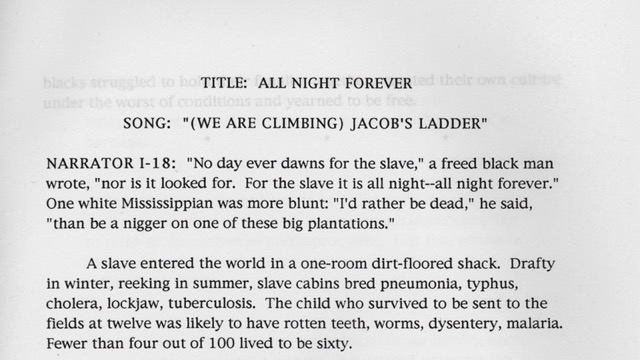 blacks struggled to hold their own culture
under the worst of conditions and yearned to be free.
TITLE: ALL NIGHT FOREVER
SONG: "(WE ARE CLIMBING) JACOB'S LADDER"
NARRATOR I-18: "No day ever dawns for the slave," a freed black man
wrote, "nor is it looked for. For the slave it is all night--all night forever."
One white Mississippian was more blunt: "I'd rather be dead," he said,
"than be a nigger on one of these big plantations."
A slave entered the world in a one-room dirt-floored shack. Drafty
in winter, reeking in summer, slave cabins bred pneumonia, typhus,
cholera, lockjaw, tuberculosis. The child who survived to be sent to the
fields at twelve was likely to have rotten teeth, worms, dysentery, malaria.
Fewer than four out of 100 lived to be sixty.